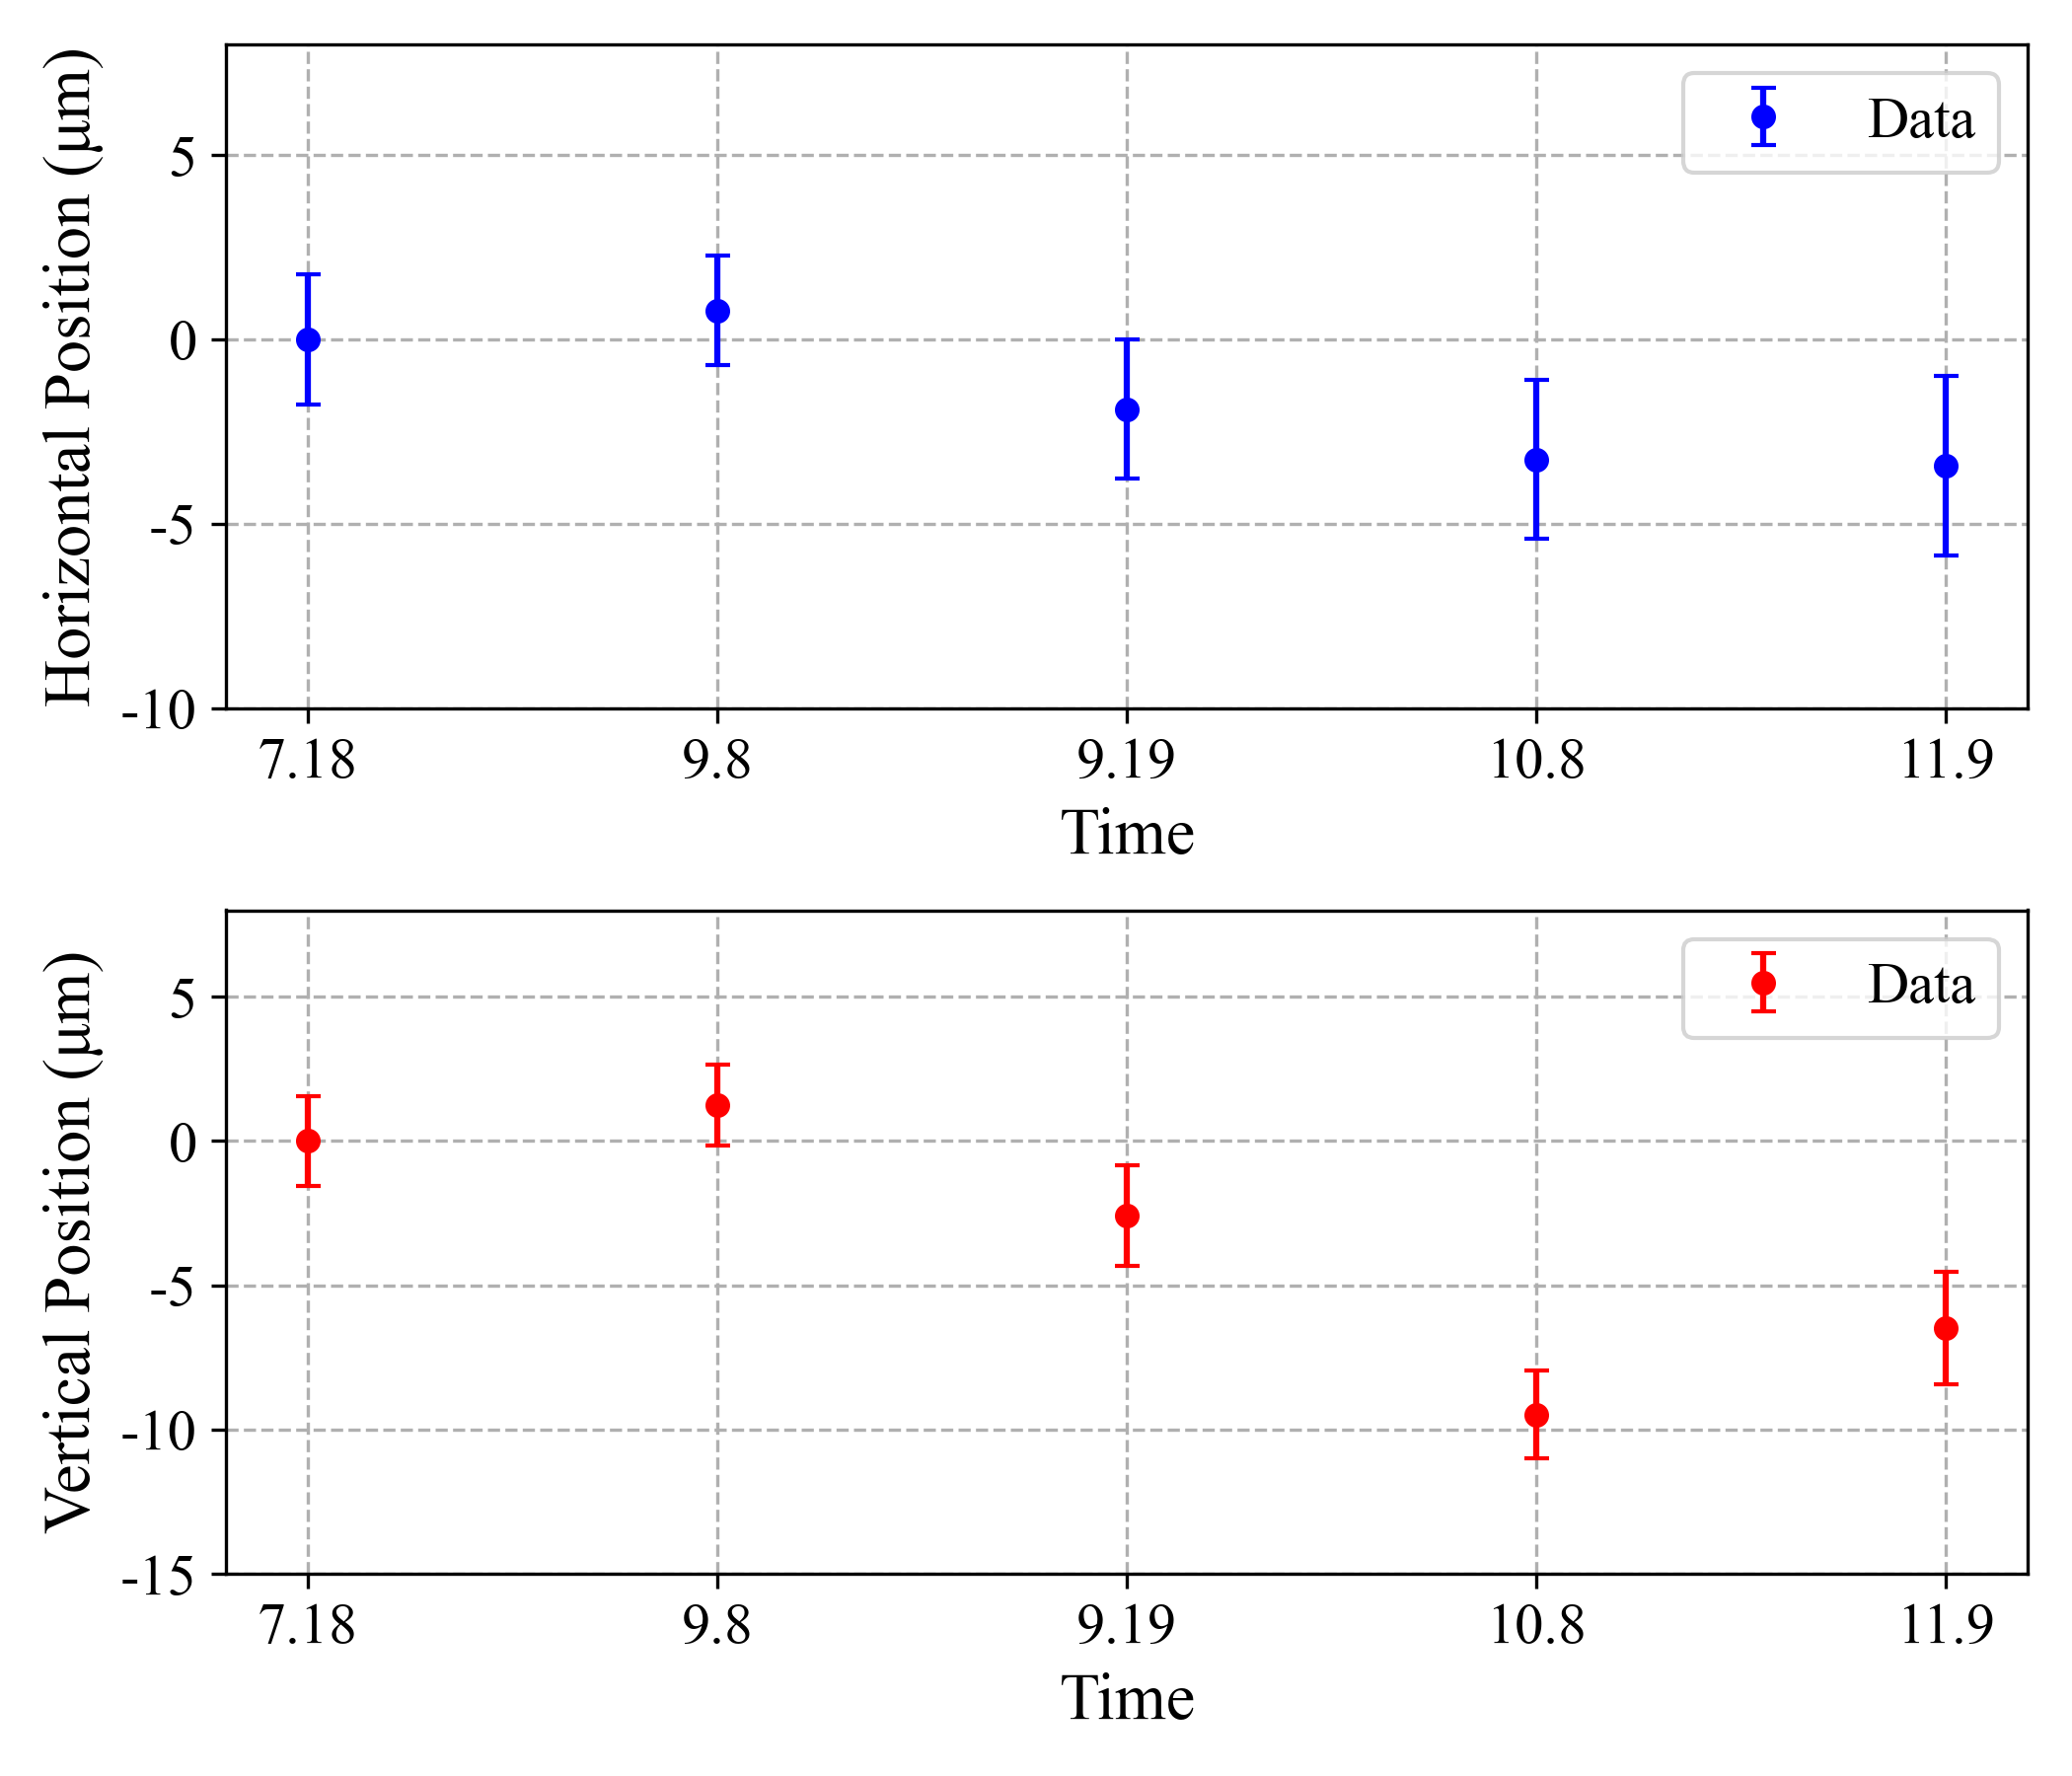 Horizontal Position (μm)
5
0
-5
-10
Data
7.18 9.8 9.19 10.8 11.9
Time
Vertical Position (μm)
5
0
-5
-10
-15
Data
7.18 9.8 9.19 10.8 11.9
Time